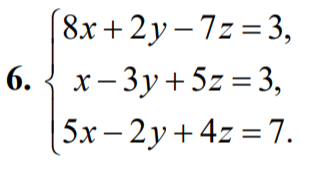 8x + 2y – 7z = 3,
6. x – 3y + 5z = 3,
5x – 2y + 4z = 7.